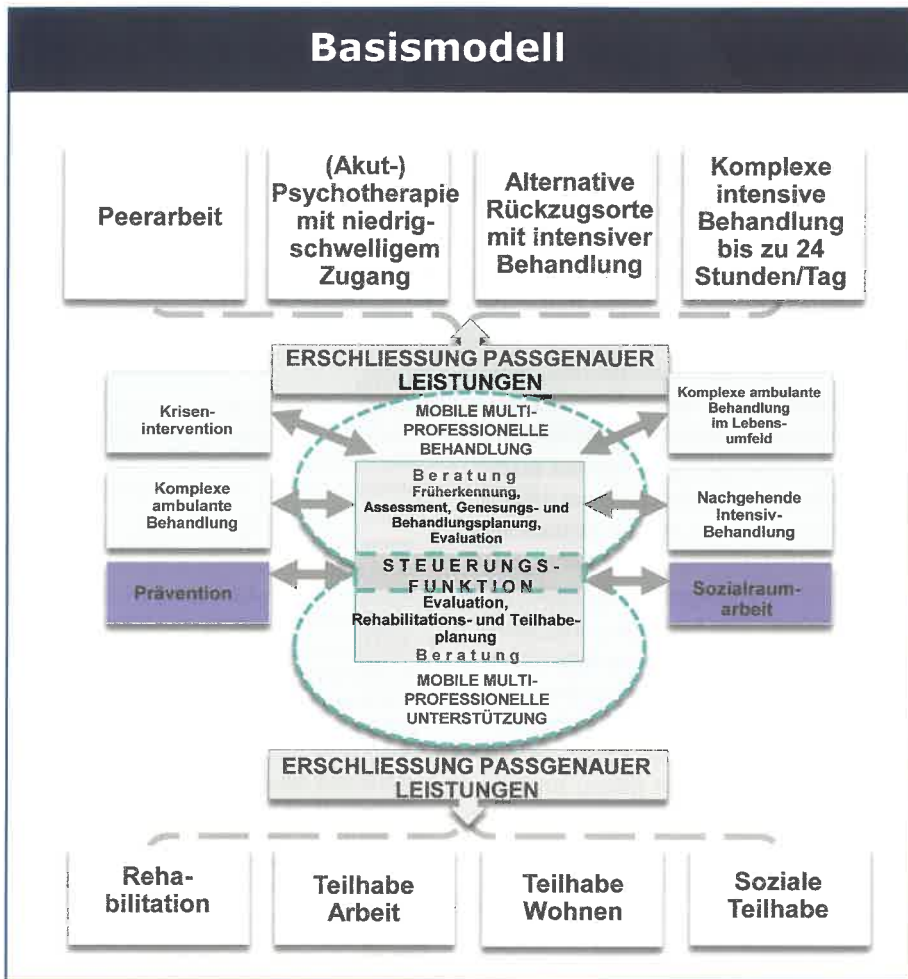 Basismodell
Peerarbeit
(Akut-)
Psychotherapie
mit niedrig-
schwelligem
Zugang
Alternative
Rückzugsorte
mit intensiver
Behandlung
Komplexe
intensive
Behandlung
bis zu 24
Stunden/Tag
ERSCHLIESSUNG PASSGENAUER
LEISTUNGEN
Krisen-
intervention
MOBILE MULTI-
PROFESSIONELLE
BEHANDLUNG
Komplexe ambulante
Behandlung
im Lebens-
umfeld
Komplexe
ambulante
Behandlung
Beratung
Früherkennung,
Assessment, Genesungs- und
Behandlungsplanung,
Evaluation
Nachgehende
Intensiv-
Behandlung
Prävention
STEUERUNGS-
FUNKTION
Evaluation,
Rehabilitations- und Teilhabe-
planung
Beratung
Sozialraum-
arbeit
MOBILE MULTI-
PROFESSIONELLE
UNTERSTÜTZUNG
ERSCHLIESSUNG PASSGENAUER
LEISTUNGEN
Reha-
bilitation
Teilhabe
Arbeit
Teilhabe
Wohnen
Soziale
Teilhabe